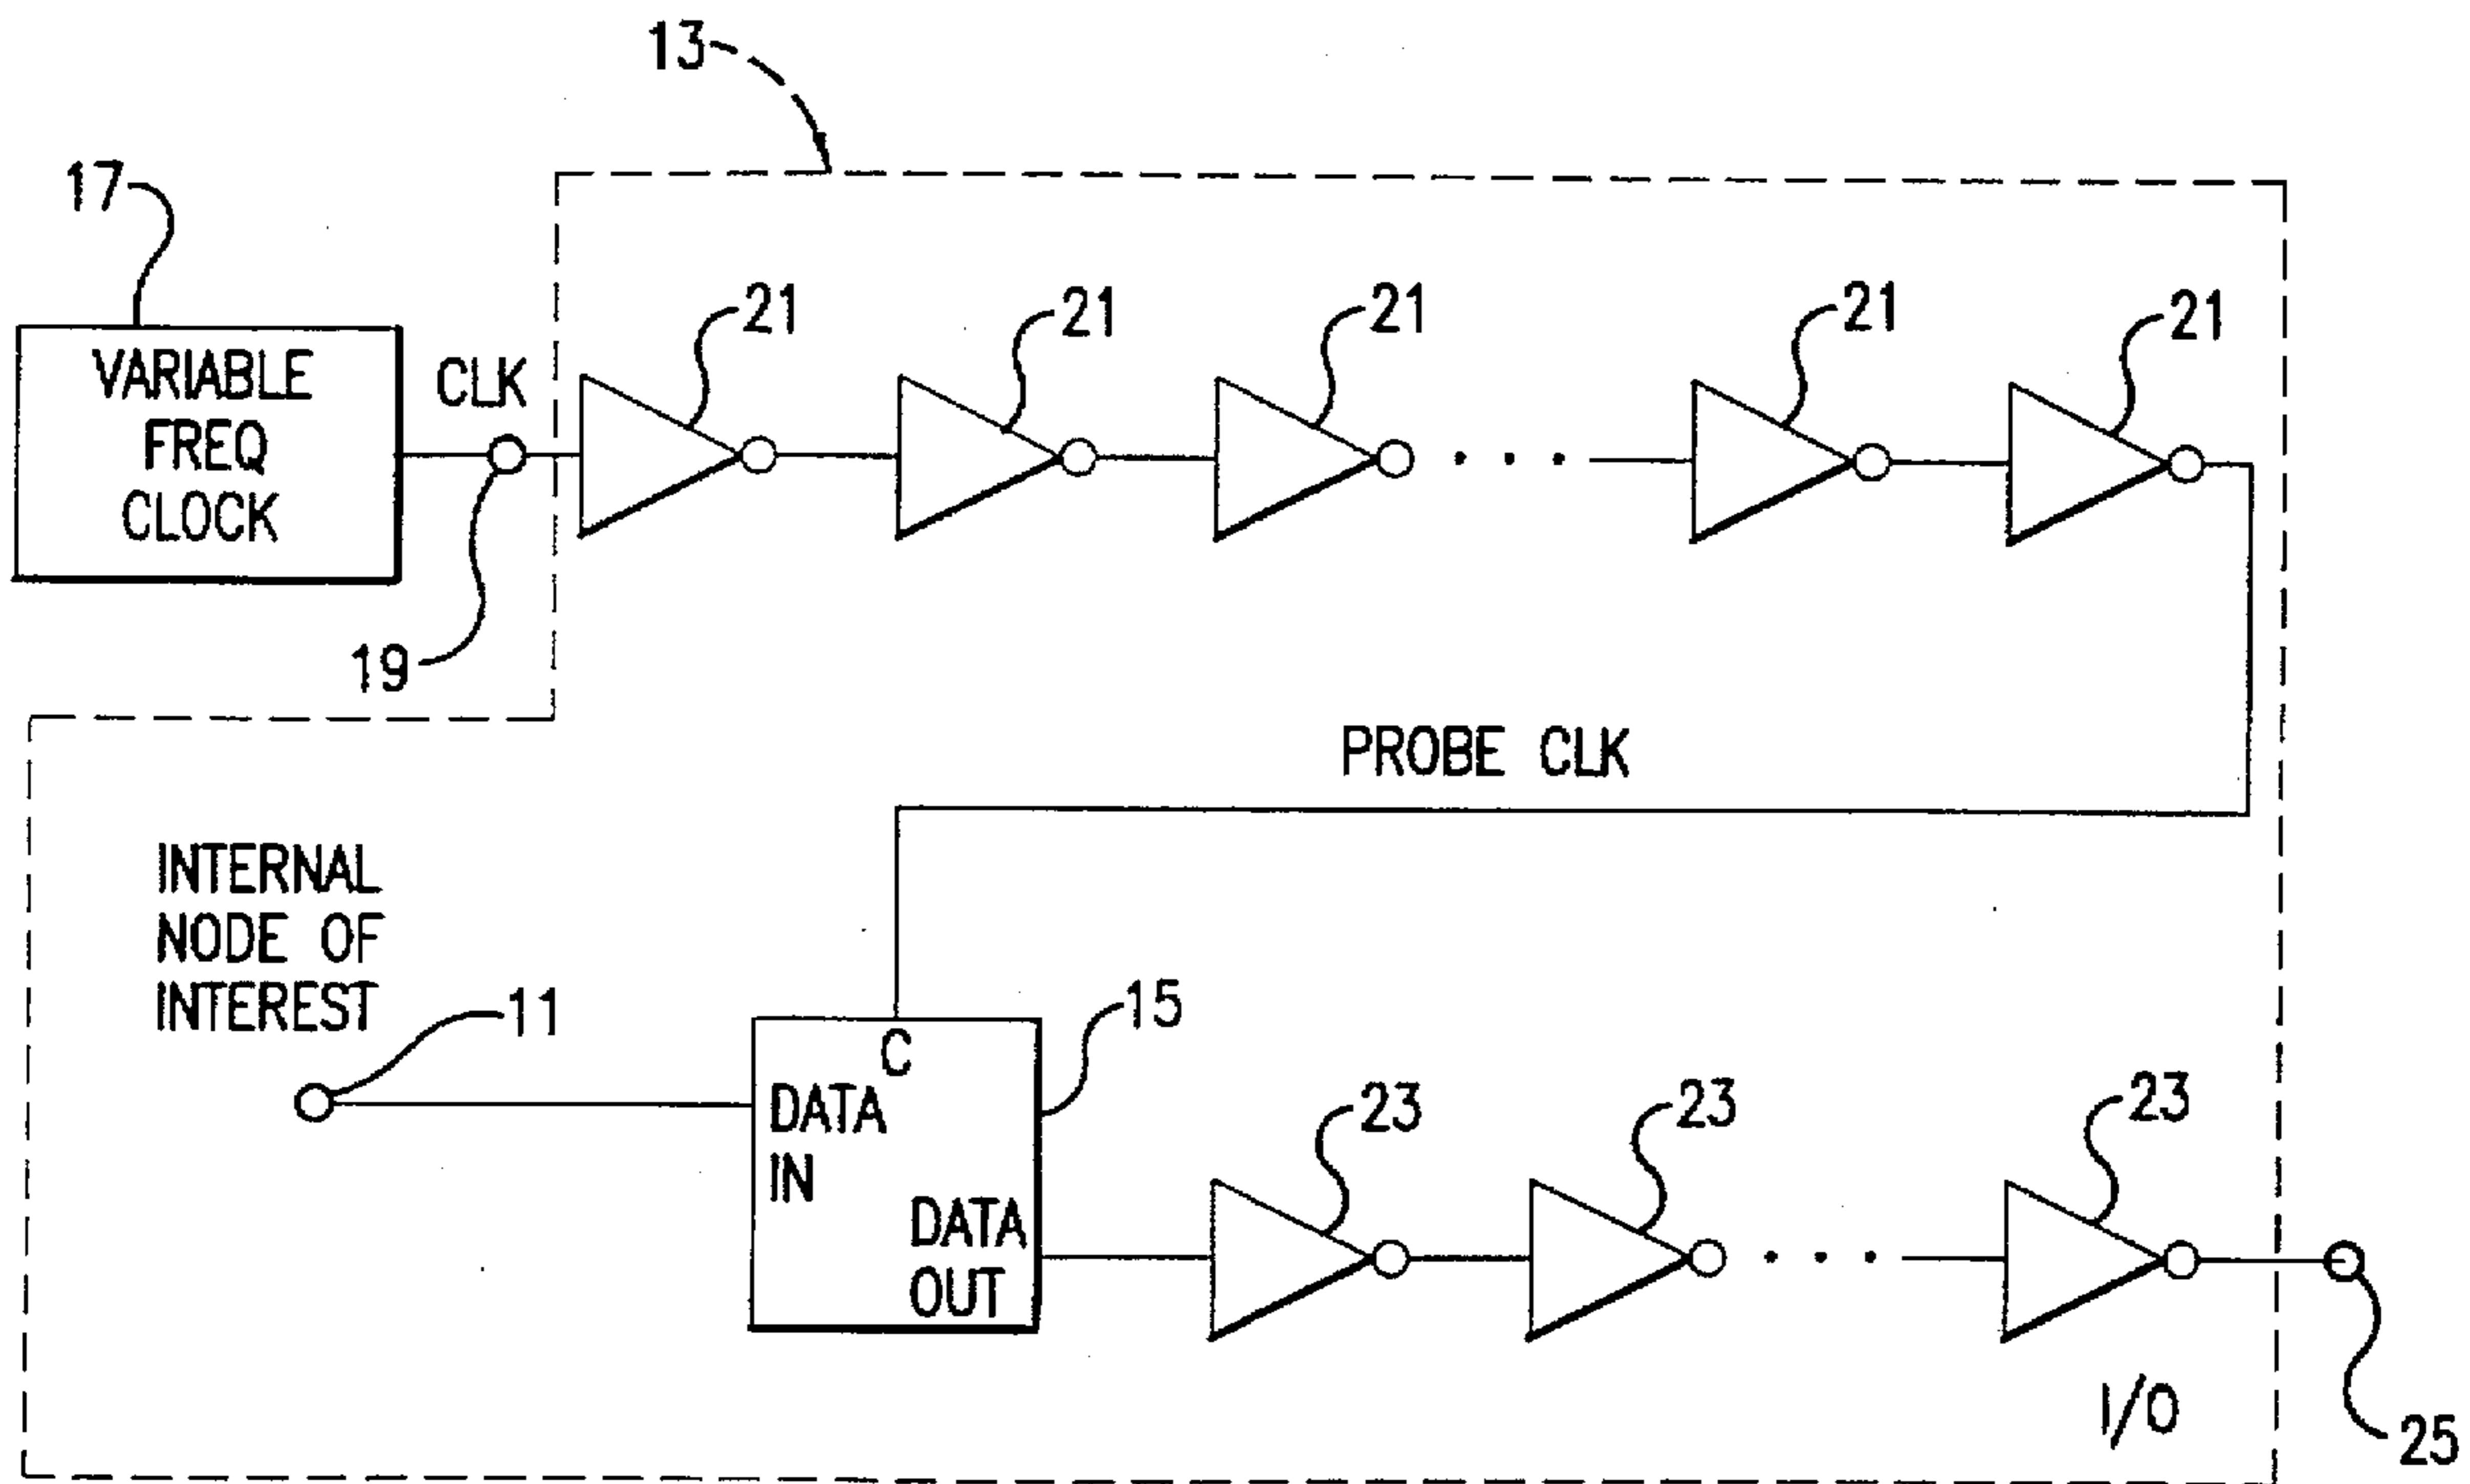 13
17
21
21
21
21
21
VARIABLE
FREQ
CLOCK
CLK
19
PROBE CLK
INTERNAL
NODE OF
INTEREST
11
15
C
DATA
IN
DATA
OUT
23
23
23
I/O
25